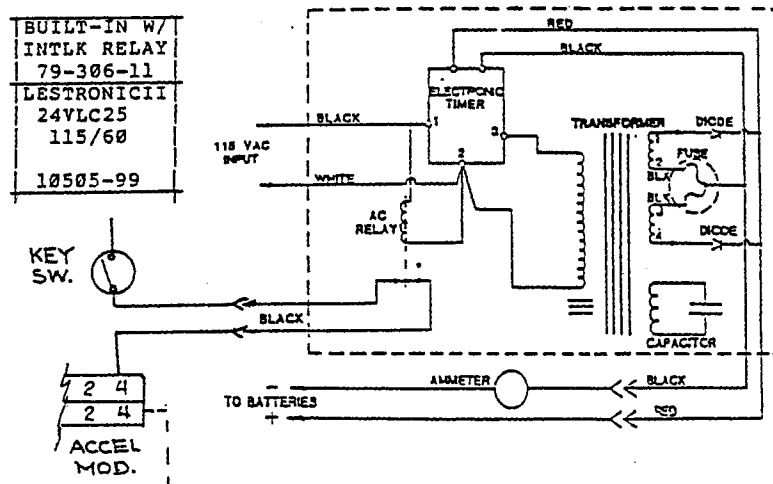 BUILT-IN W/
INTLK RELAY
79-306-11
LESTRONICII
24VLC25
115/60
10505-99
RED
BLACK
ELECTRONIC
TIMER
BLACK
1
3
2
115 VAC
INPUT
WHITE
AC
RELAY
TRANSFORMER
DIODE
1
2
FUSE
BLK
BLK
3
4
DIODE
CAPACITOR
KEY
SW.
BLACK
2 4
2 4
ACCEL
MOD.
-
AMMETER
BLACK
TO BATTERIES
+
RED